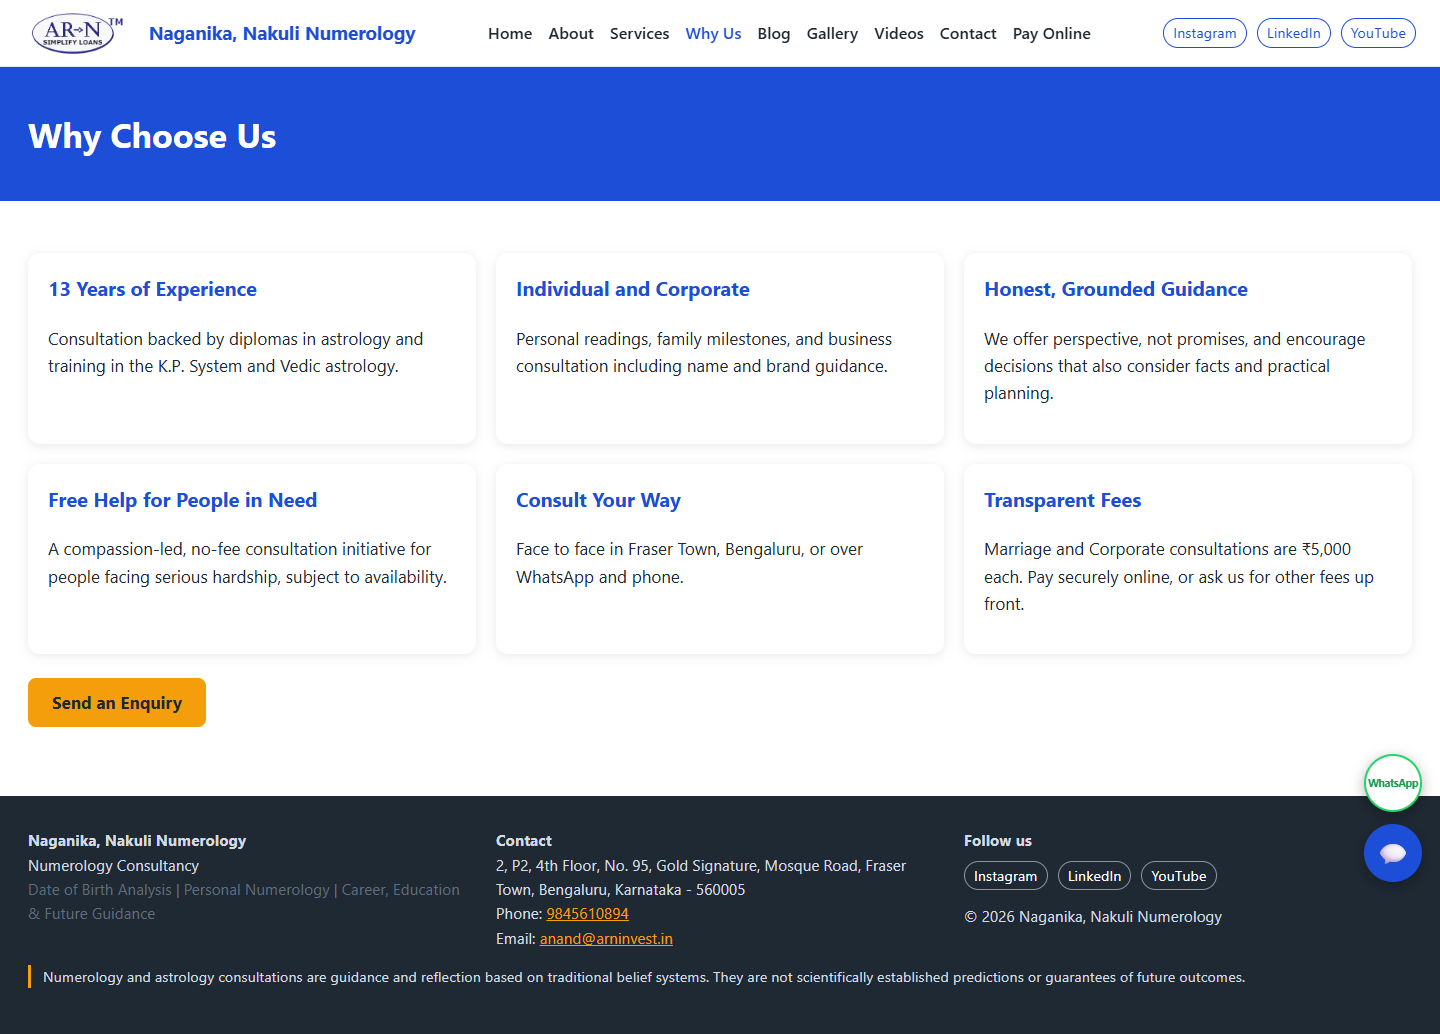 AR→N TM
SIMPLIFY LOANS
Naganika, Nakuli Numerology
Home About Services Why Us Blog Gallery Videos Contact Pay Online
Instagram LinkedIn YouTube
Why Choose Us
13 Years of Experience
Consultation backed by diplomas in astrology and
training in the K.P. System and Vedic astrology.
Individual and Corporate
Personal readings, family milestones, and business
consultation including name and brand guidance.
Honest, Grounded Guidance
We offer perspective, not promises, and encourage
decisions that also consider facts and practical
planning.
Free Help for People in Need
A compassion-led, no-fee consultation initiative for
people facing serious hardship, subject to availability.
Consult Your Way
Face to face in Fraser Town, Bengaluru, or over
WhatsApp and phone.
Transparent Fees
Marriage and Corporate consultations are ₹5,000
each. Pay securely online, or ask us for other fees up
front.
Send an Enquiry
WhatsApp
Naganika, Nakuli Numerology
Numerology Consultancy
Date of Birth Analysis | Personal Numerology | Career, Education
& Future Guidance
Contact
2, P2, 4th Floor, No. 95, Gold Signature, Mosque Road, Fraser
Town, Bengaluru, Karnataka - 560005
Phone: 9845610894
Email: anand@arninvest.in
Follow us
Instagram LinkedIn YouTube
© 2026 Naganika, Nakuli Numerology
Numerology and astrology consultations are guidance and reflection based on traditional belief systems. They are not scientifically established predictions or guarantees of future outcomes.